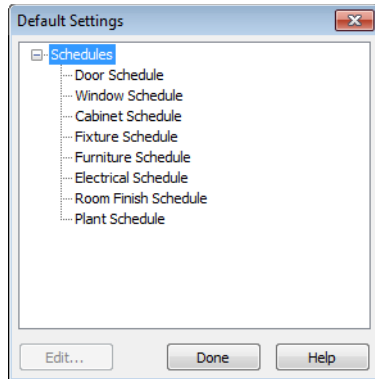 Default Settings
Schedules
Door Schedule
Window Schedule
Cabinet Schedule
Fixture Schedule
Furniture Schedule
Electrical Schedule
Room Finish Schedule
Plant Schedule
Edit... Done Help